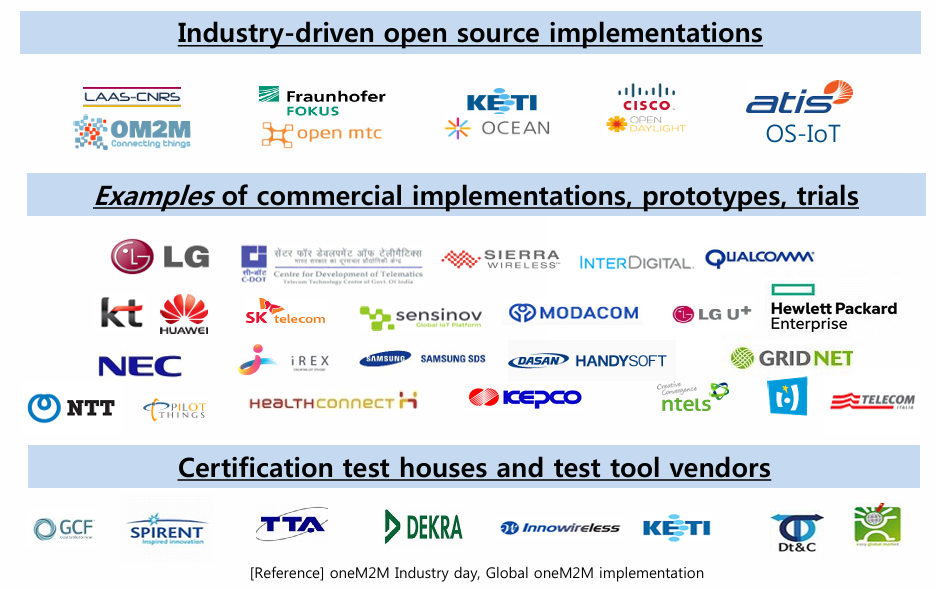 Industry-driven open source implementations
LAAS-CNRS
OM2M
Connecting things
Fraunhofer
FOKUS
open mtc
KETI
OCEAN
CISCO
OPEN
DAYLIGHT
atis
OS-IoT
Examples of commercial implementations, prototypes, trials
LG
सी-डॉट
C-DOT
सेंटर फॉर डेवलपमेंट ऑफ टेलीमैटिक्स
भारत सरकार का दूरसंचार प्रौद्योगिकी केन्द्र
Centre for Development of Telematics
Telecom Technology Centre of Govt. Of India
SIERRA
WIRELESS
INTERDIGITAL
QUALCOMM
kt
HUAWEI
SK telecom
sensinov
Global IoT Platform
MODACOM
LG U+
Hewlett Packard
Enterprise
NEC
iREX
SAMSUNG SAMSUNG SDS
DASAN HANDYSOFT
GRIDNET
NTT
PILOT
THINGS
HEALTHCONNECT H
KEPCO
Creative
Convergence
ntels
TELECOM
ITALIA
Certification test houses and test tool vendors
GCF
SPIRENT
Inspired innovation
TTA
DEKRA
INNOWIRELESS
KETI
Dt&C
[Reference] oneM2M Industry day, Global oneM2M implementation